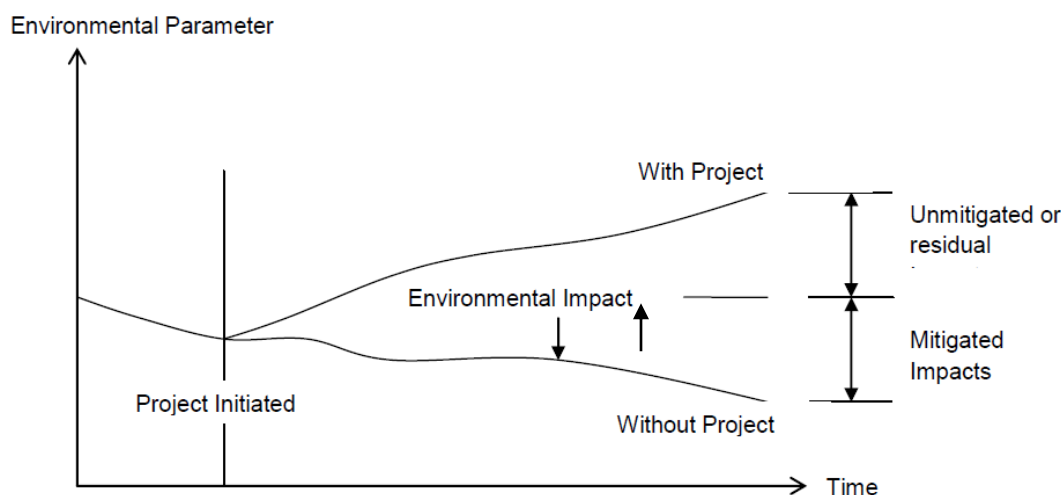 Environmental Parameter
With Project
Unmitigated or
residual
Environmental Impact
Mitigated
Impacts
Project Initiated
Without Project
Time